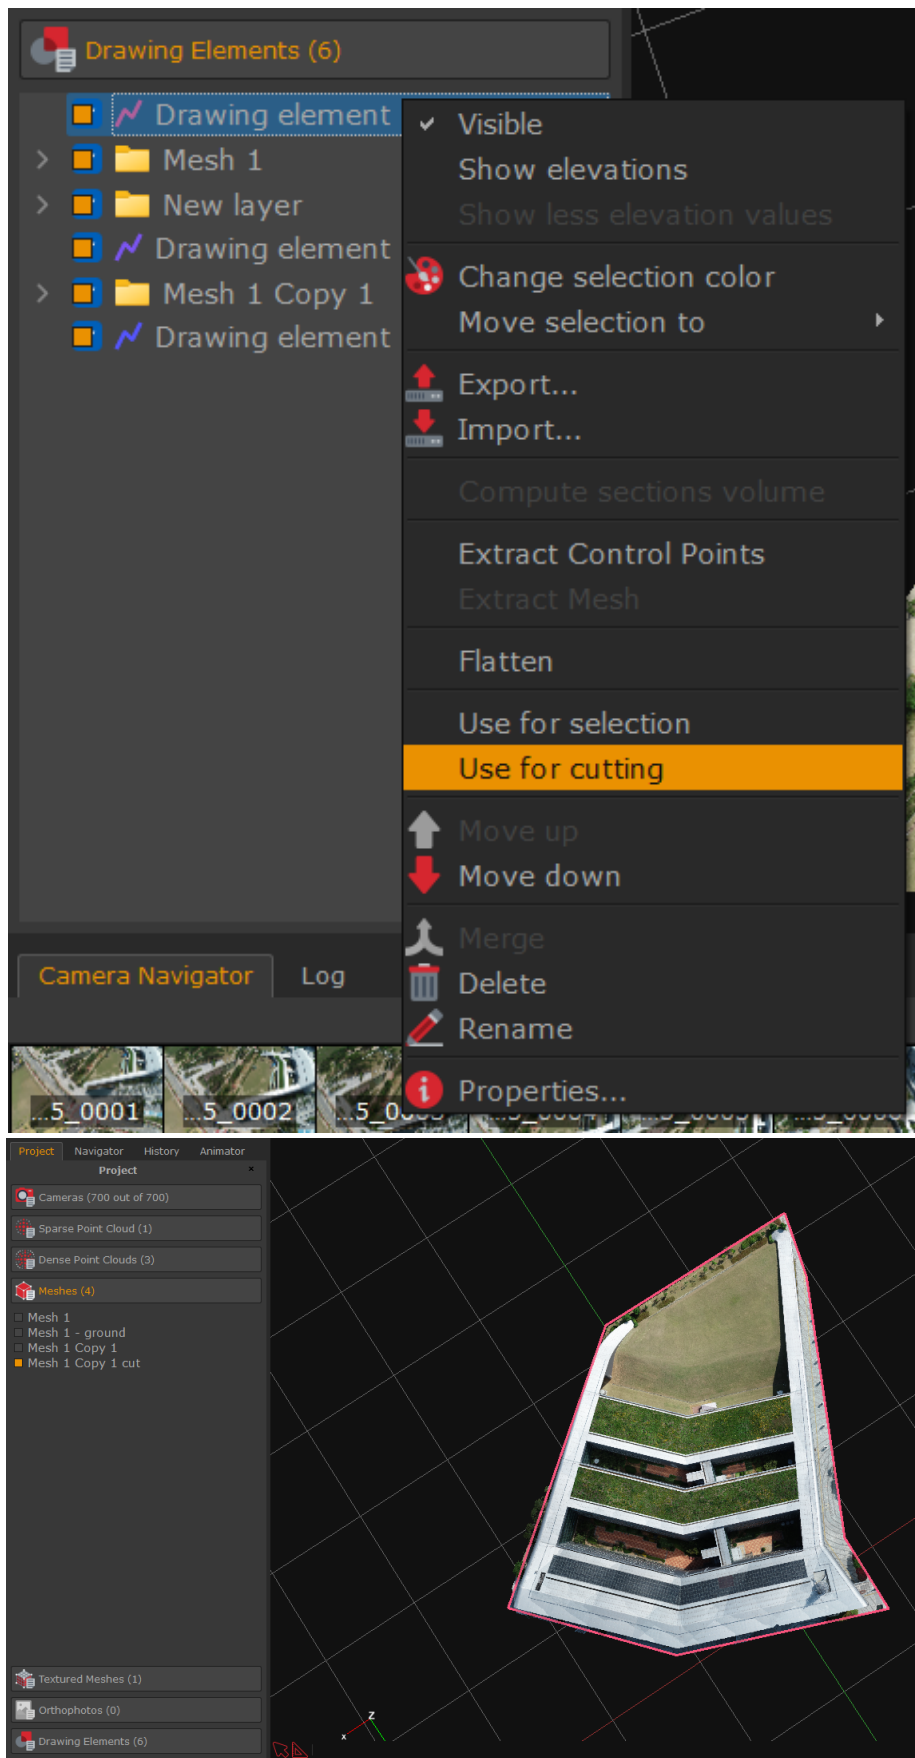 Drawing Elements (6)
Drawing element
Mesh 1
New layer
Drawing element
Mesh 1 Copy 1
Drawing element
Visible
Show elevations
Show less elevation values
Change selection color
Move selection to
Export...
Import...
Compute sections volume
Extract Control Points
Extract Mesh
Flatten
Use for selection
Use for cutting
Move up
Move down
Merge
Delete
Rename
Properties...
Camera Navigator
Log
...5_0001
...5_0002
Project
Navigator
History
Animator
Project
Cameras (700 out of 700)
Sparse Point Cloud (1)
Dense Point Clouds (3)
Meshes (4)
Mesh 1
Mesh 1 - ground
Mesh 1 Copy 1
Mesh 1 Copy 1 cut
Textured Meshes (1)
Orthophotos (0)
Drawing Elements (6)
Z
x